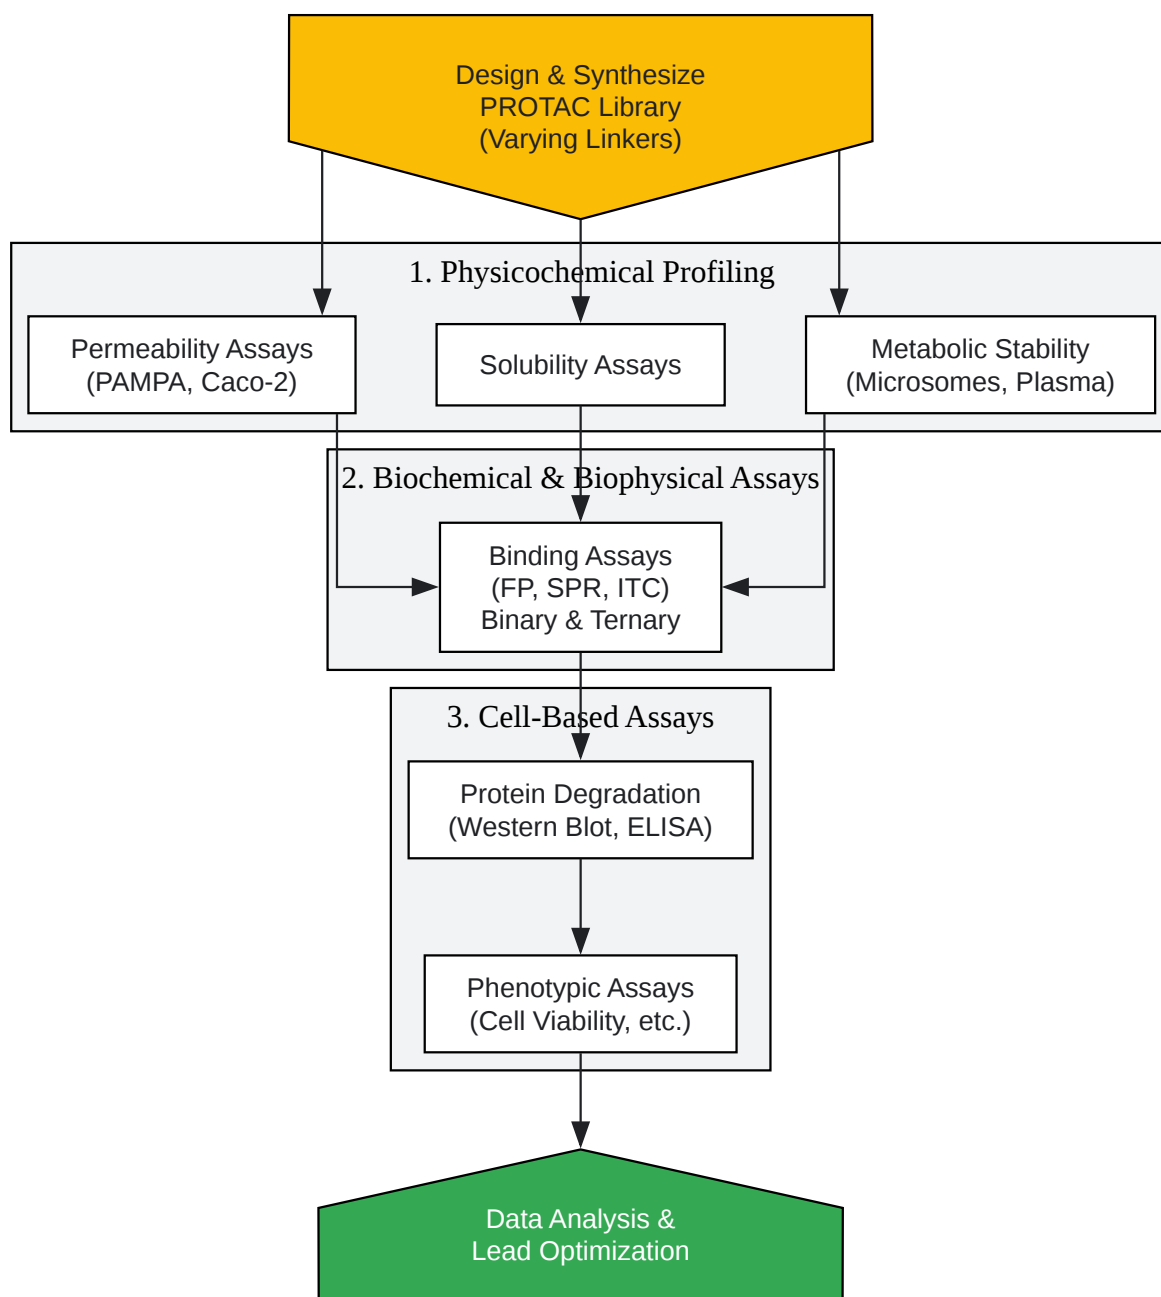 Design & Synthesize
PROTAC Library
(Varying Linkers)
1. Physicochemical Profiling
Permeability Assays
(PAMPA, Caco-2)
Solubility Assays
Metabolic Stability
(Microsomes, Plasma)
2. Biochemical & Biophysical Assays
Binding Assays
(FP, SPR, ITC)
Binary & Ternary
3. Cell-Based Assays
Protein Degradation
(Western Blot, ELISA)
Phenotypic Assays
(Cell Viability, etc.)
Data Analysis &
Lead Optimization